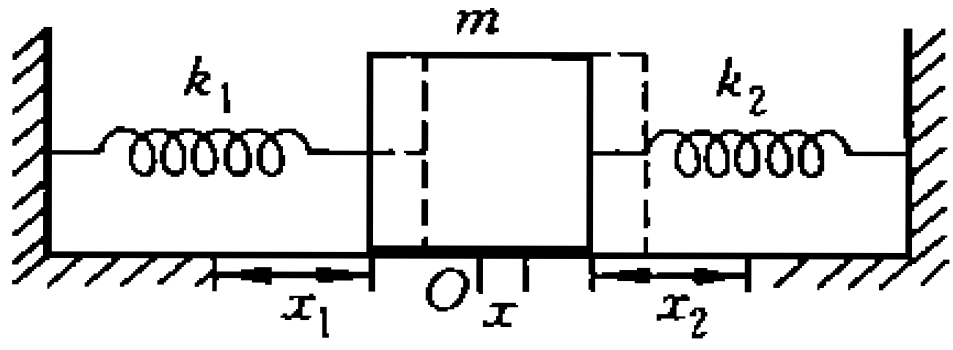 m
k₁ k₂
O x
x₁ x₂